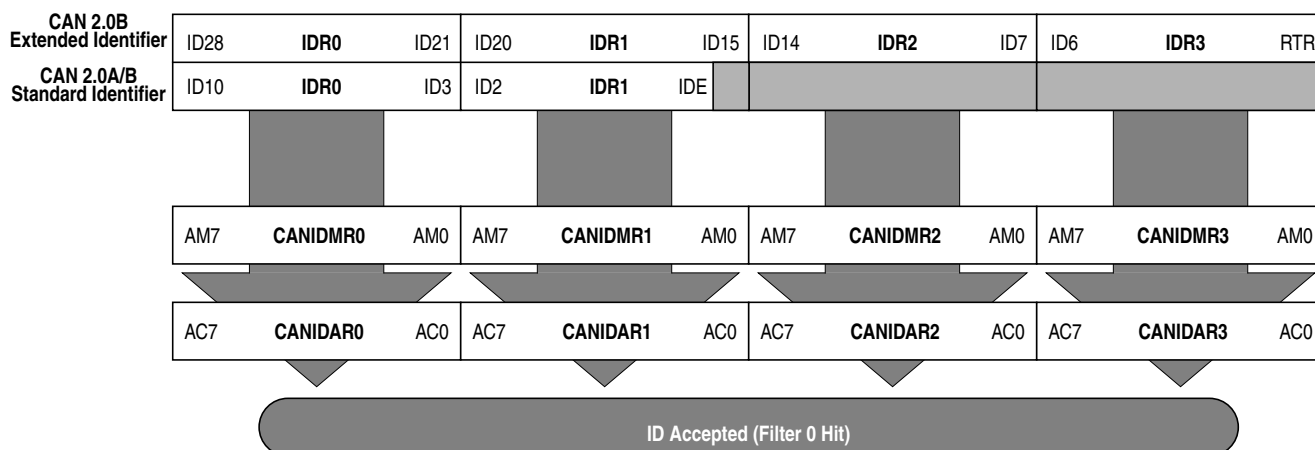 CAN 2.0B
Extended Identifier
ID28 IDR0 ID21 ID20 IDR1 ID15 ID14 IDR2 ID7 ID6 IDR3 RTR
CAN 2.0A/B
Standard Identifier
ID10 IDR0 ID3 ID2 IDR1 IDE
AM7 CANIDMR0 AM0 AM7 CANIDMR1 AM0 AM7 CANIDMR2 AM0 AM7 CANIDMR3 AM0
AC7 CANIDAR0 AC0 AC7 CANIDAR1 AC0 AC7 CANIDAR2 AC0 AC7 CANIDAR3 AC0
ID Accepted (Filter 0 Hit)